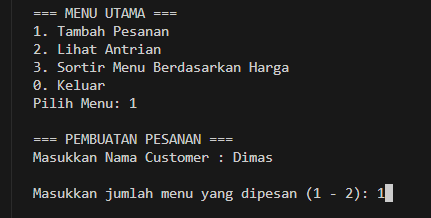 === MENU UTAMA ===
1. Tambah Pesanan
2. Lihat Antrian
3. Sortir Menu Berdasarkan Harga
0. Keluar
Pilih Menu: 1
=== PEMBUATAN PESANAN ===
Masukkan Nama Customer : Dimas
Masukkan jumlah menu yang dipesan (1 - 2): 1